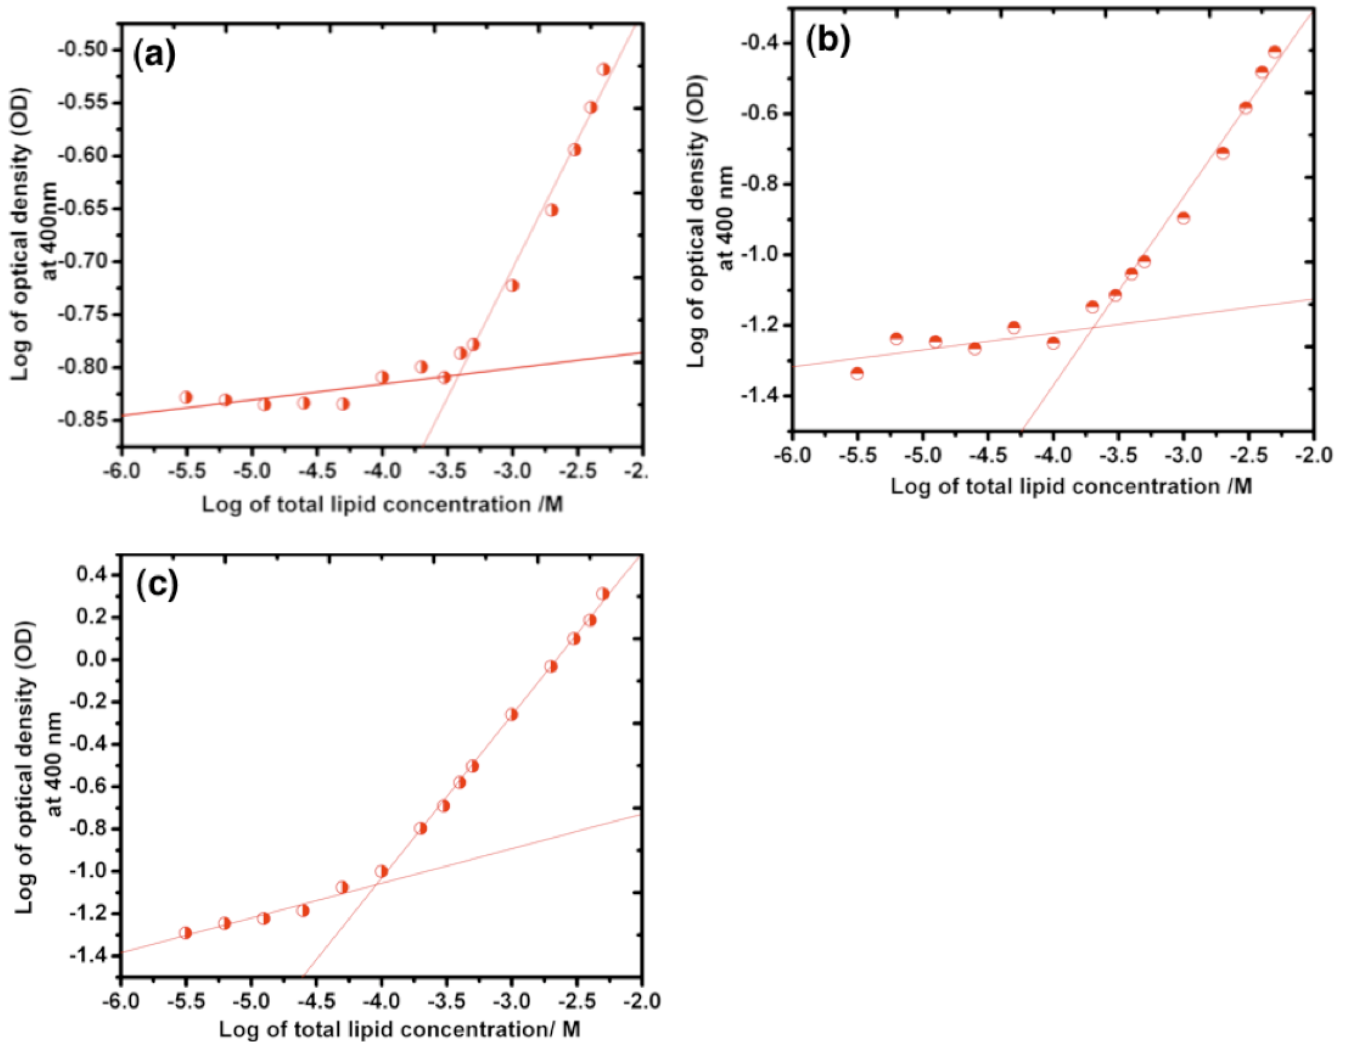 (a)
Log of optical density (OD)
at 400nm
-0.50
-0.55
-0.60
-0.65
-0.70
-0.75
-0.80
-0.85
-6.0 -5.5 -5.0 -4.5 -4.0 -3.5 -3.0 -2.5 -2.
Log of total lipid concentration /M
(b)
Log of optical density (OD)
at 400 nm
-0.4
-0.6
-0.8
-1.0
-1.2
-1.4
-6.0 -5.5 -5.0 -4.5 -4.0 -3.5 -3.0 -2.5 -2.0
Log of total lipid concentration /M
(c)
Log of optical density (OD)
at 400 nm
0.4
0.2
0.0
-0.2
-0.4
-0.6
-0.8
-1.0
-1.2
-1.4
-6.0 -5.5 -5.0 -4.5 -4.0 -3.5 -3.0 -2.5 -2.0
Log of total lipid concentration/ M